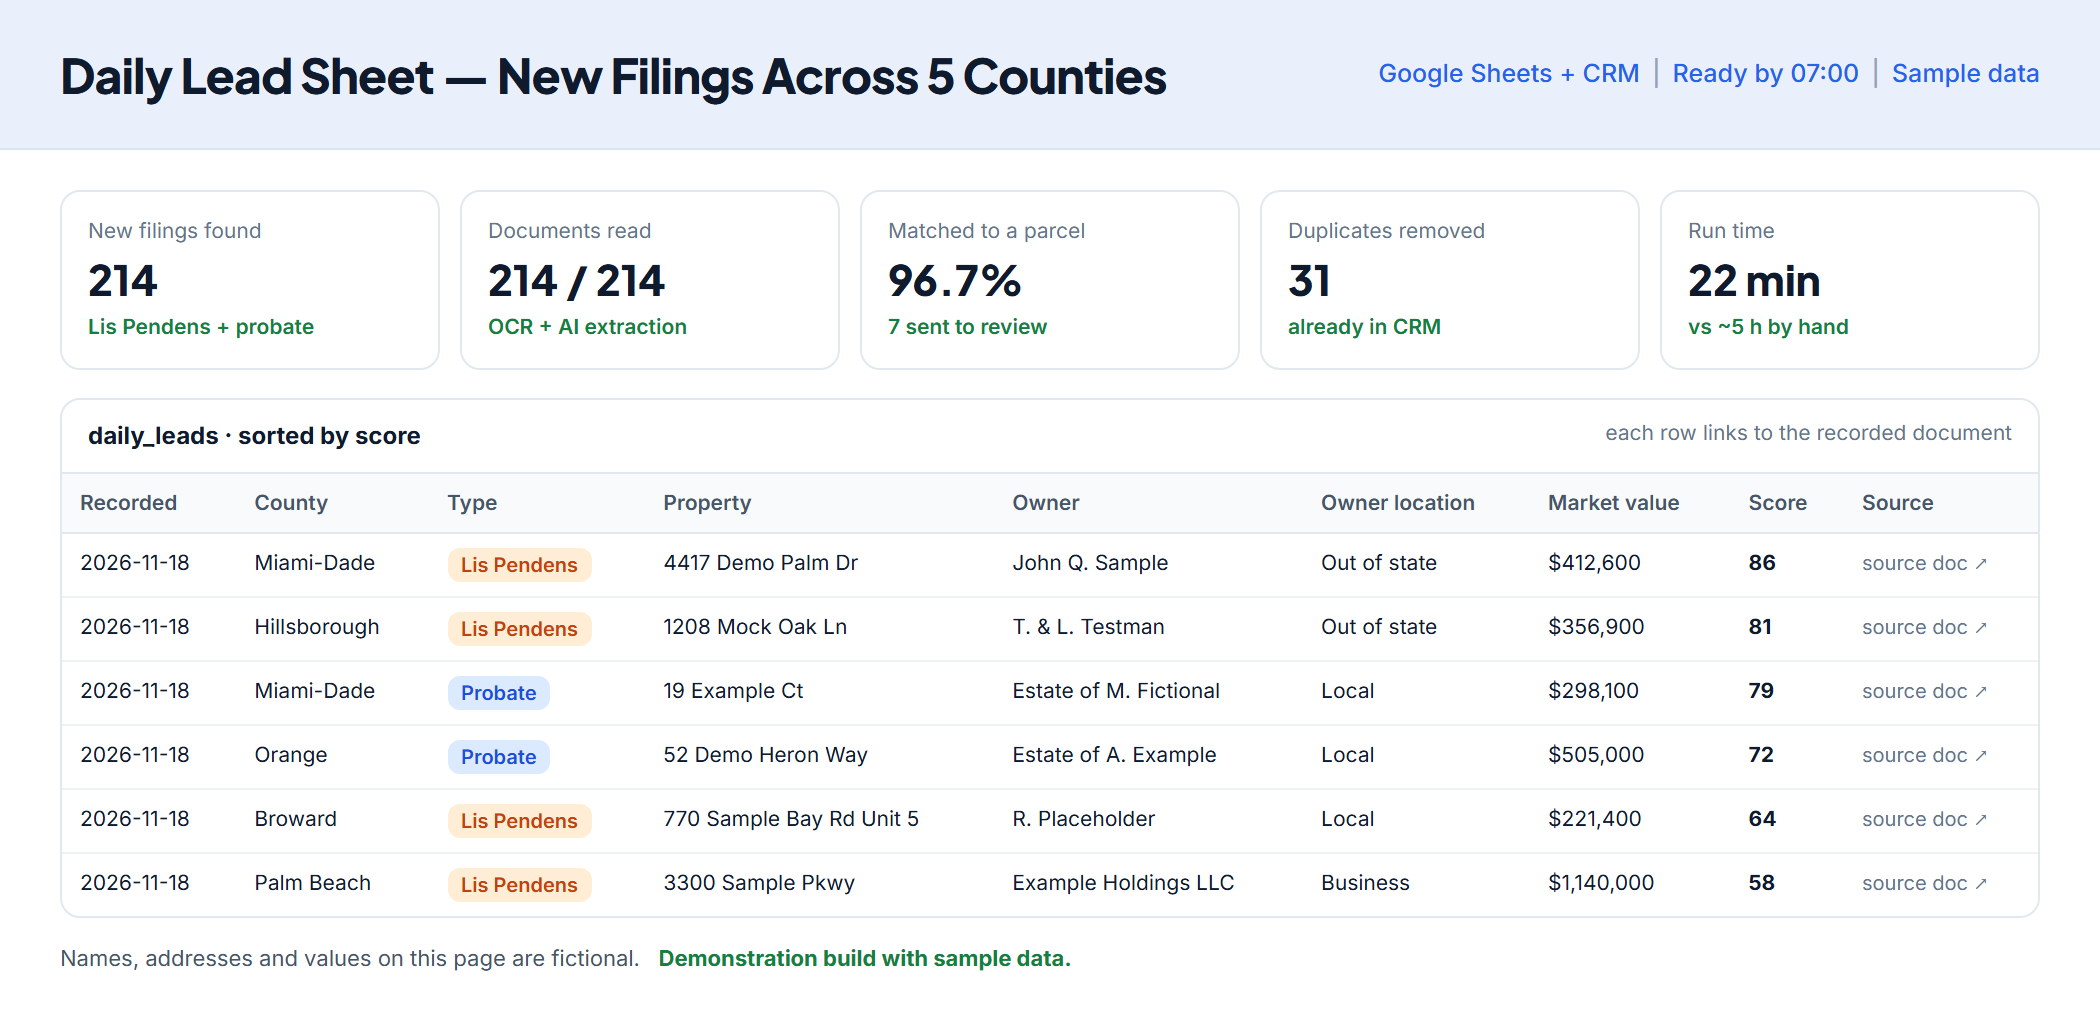 Daily Lead Sheet — New Filings Across 5 Counties
Google Sheets + CRM | Ready by 07:00 | Sample data
New filings found
214
Lis Pendens + probate
Documents read
214 / 214
OCR + AI extraction
Matched to a parcel
96.7%
7 sent to review
Duplicates removed
31
already in CRM
Run time
22 min
vs ~5 h by hand
daily_leads · sorted by score
each row links to the recorded document
Recorded County Type Property Owner Owner location Market value Score Source
2026-11-18 Miami-Dade Lis Pendens 4417 Demo Palm Dr John Q. Sample Out of state $412,600 86 source doc ↗
2026-11-18 Hillsborough Lis Pendens 1208 Mock Oak Ln T. & L. Testman Out of state $356,900 81 source doc ↗
2026-11-18 Miami-Dade Probate 19 Example Ct Estate of M. Fictional Local $298,100 79 source doc ↗
2026-11-18 Orange Probate 52 Demo Heron Way Estate of A. Example Local $505,000 72 source doc ↗
2026-11-18 Broward Lis Pendens 770 Sample Bay Rd Unit 5 R. Placeholder Local $221,400 64 source doc ↗
2026-11-18 Palm Beach Lis Pendens 3300 Sample Pkwy Example Holdings LLC Business $1,140,000 58 source doc ↗
Names, addresses and values on this page are fictional. Demonstration build with sample data.